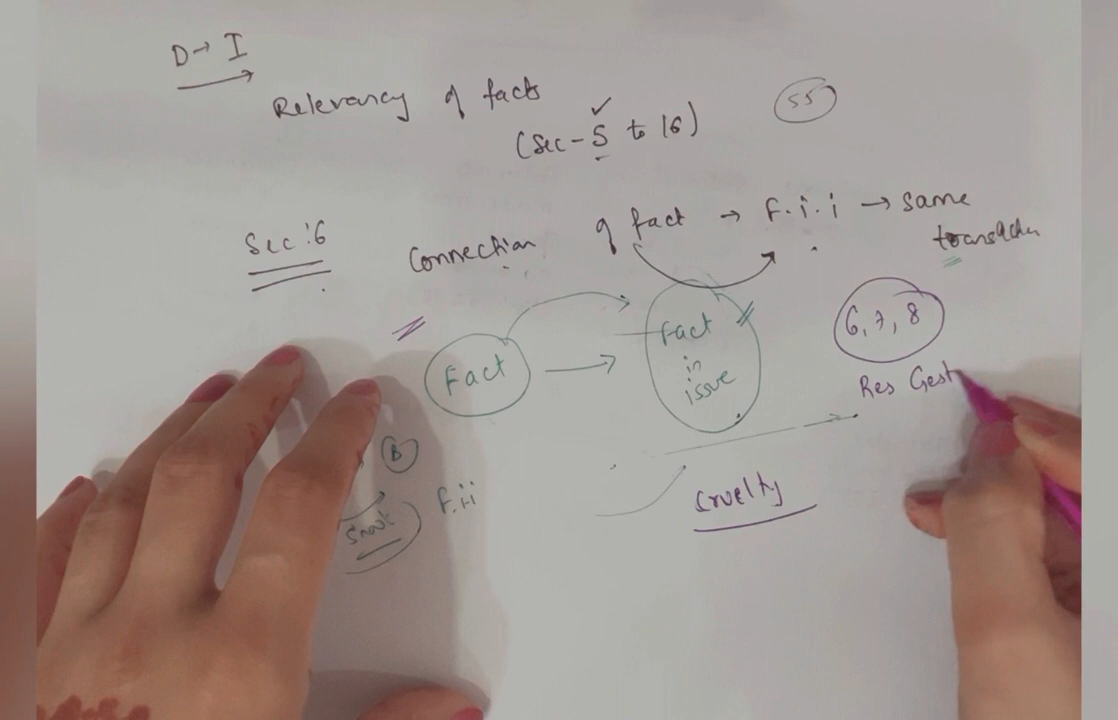 D → I
Relevancy of facts
(Sec - 5 to 16)
55
Sec : 6
Connection of fact → F.i.i → same
transaction
Fact
Fact
in
issue
6, 7, 8
Res Gest
B
Shoot
F.i.i
Cruelty